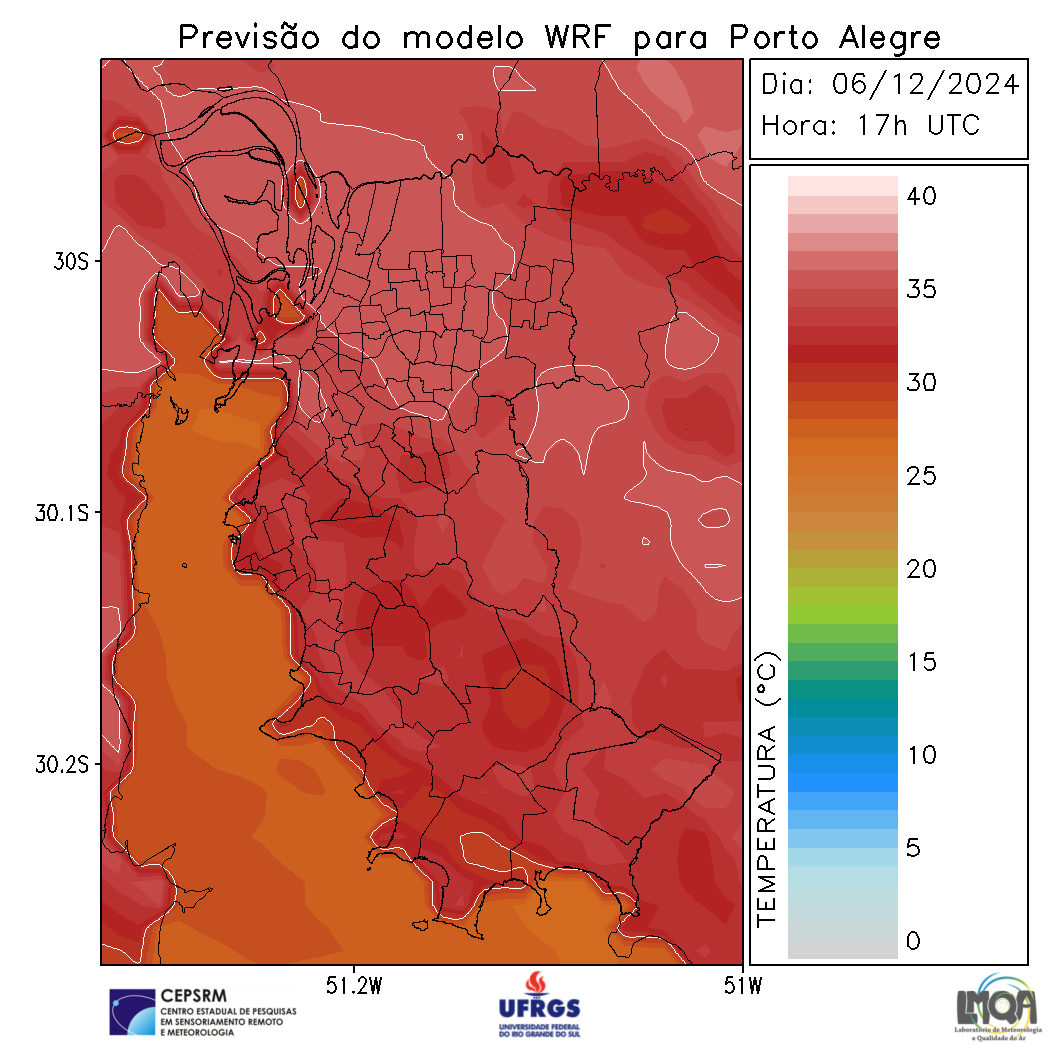 Previsão do modelo WRF para Porto Alegre
Dia: 06/12/2024
Hora: 17h UTC
40
35
30
25
20
15
10
5
0
TEMPERATURA (°C)
30S
30.1S
30.2S
51.2W
51W
CEPSRM
CENTRO ESTADUAL DE PESQUISAS
EM SENSORIAMENTO REMOTO
E METEOROLOGIA
UFRGS
UNIVERSIDADE FEDERAL
DO RIO GRANDE DO SUL
LMQA
Laboratório de Meteorologia
e Qualidade do Ar